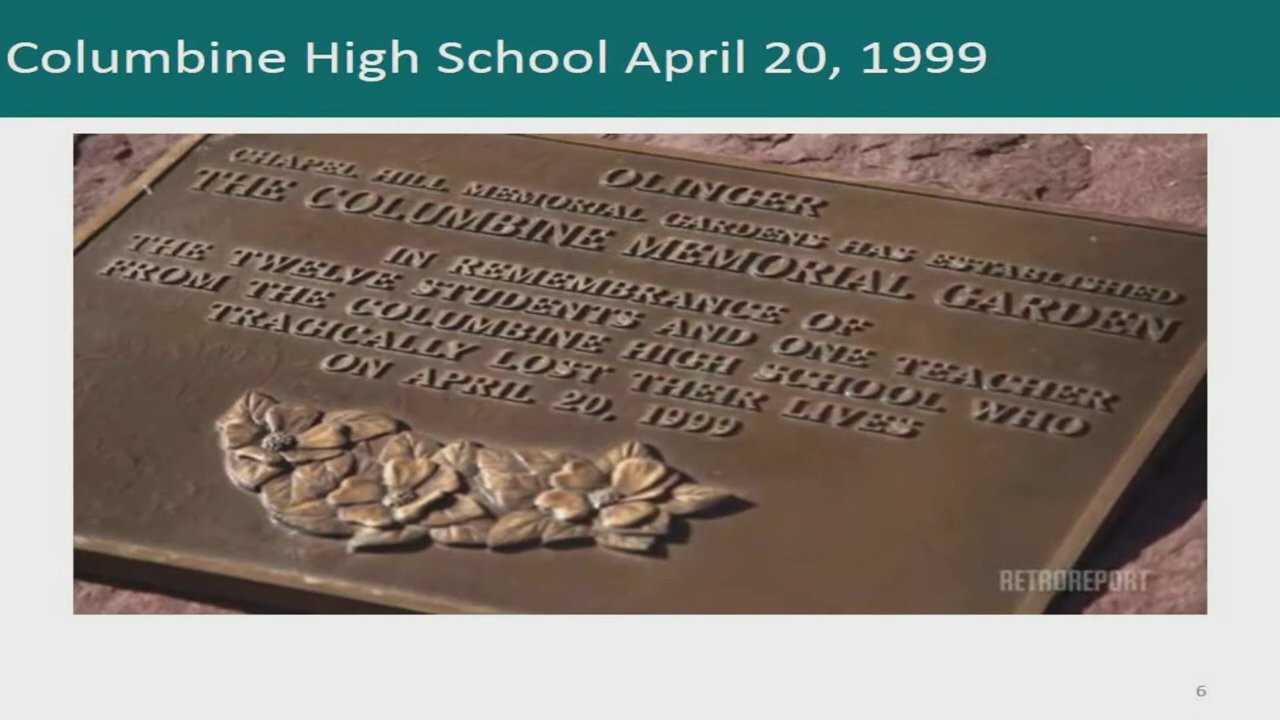 Columbine High School April 20, 1999
OLINGER
CHAPEL HILL MEMORIAL GARDENS HAS ESTABLISHED
THE COLUMBINE MEMORIAL GARDEN
IN REMEMBRANCE OF
THE TWELVE STUDENTS AND ONE TEACHER
FROM THE COLUMBINE HIGH SCHOOL WHO
TRAGICALLY LOST THEIR LIVES
ON APRIL 20, 1999
RETROREPORT
6